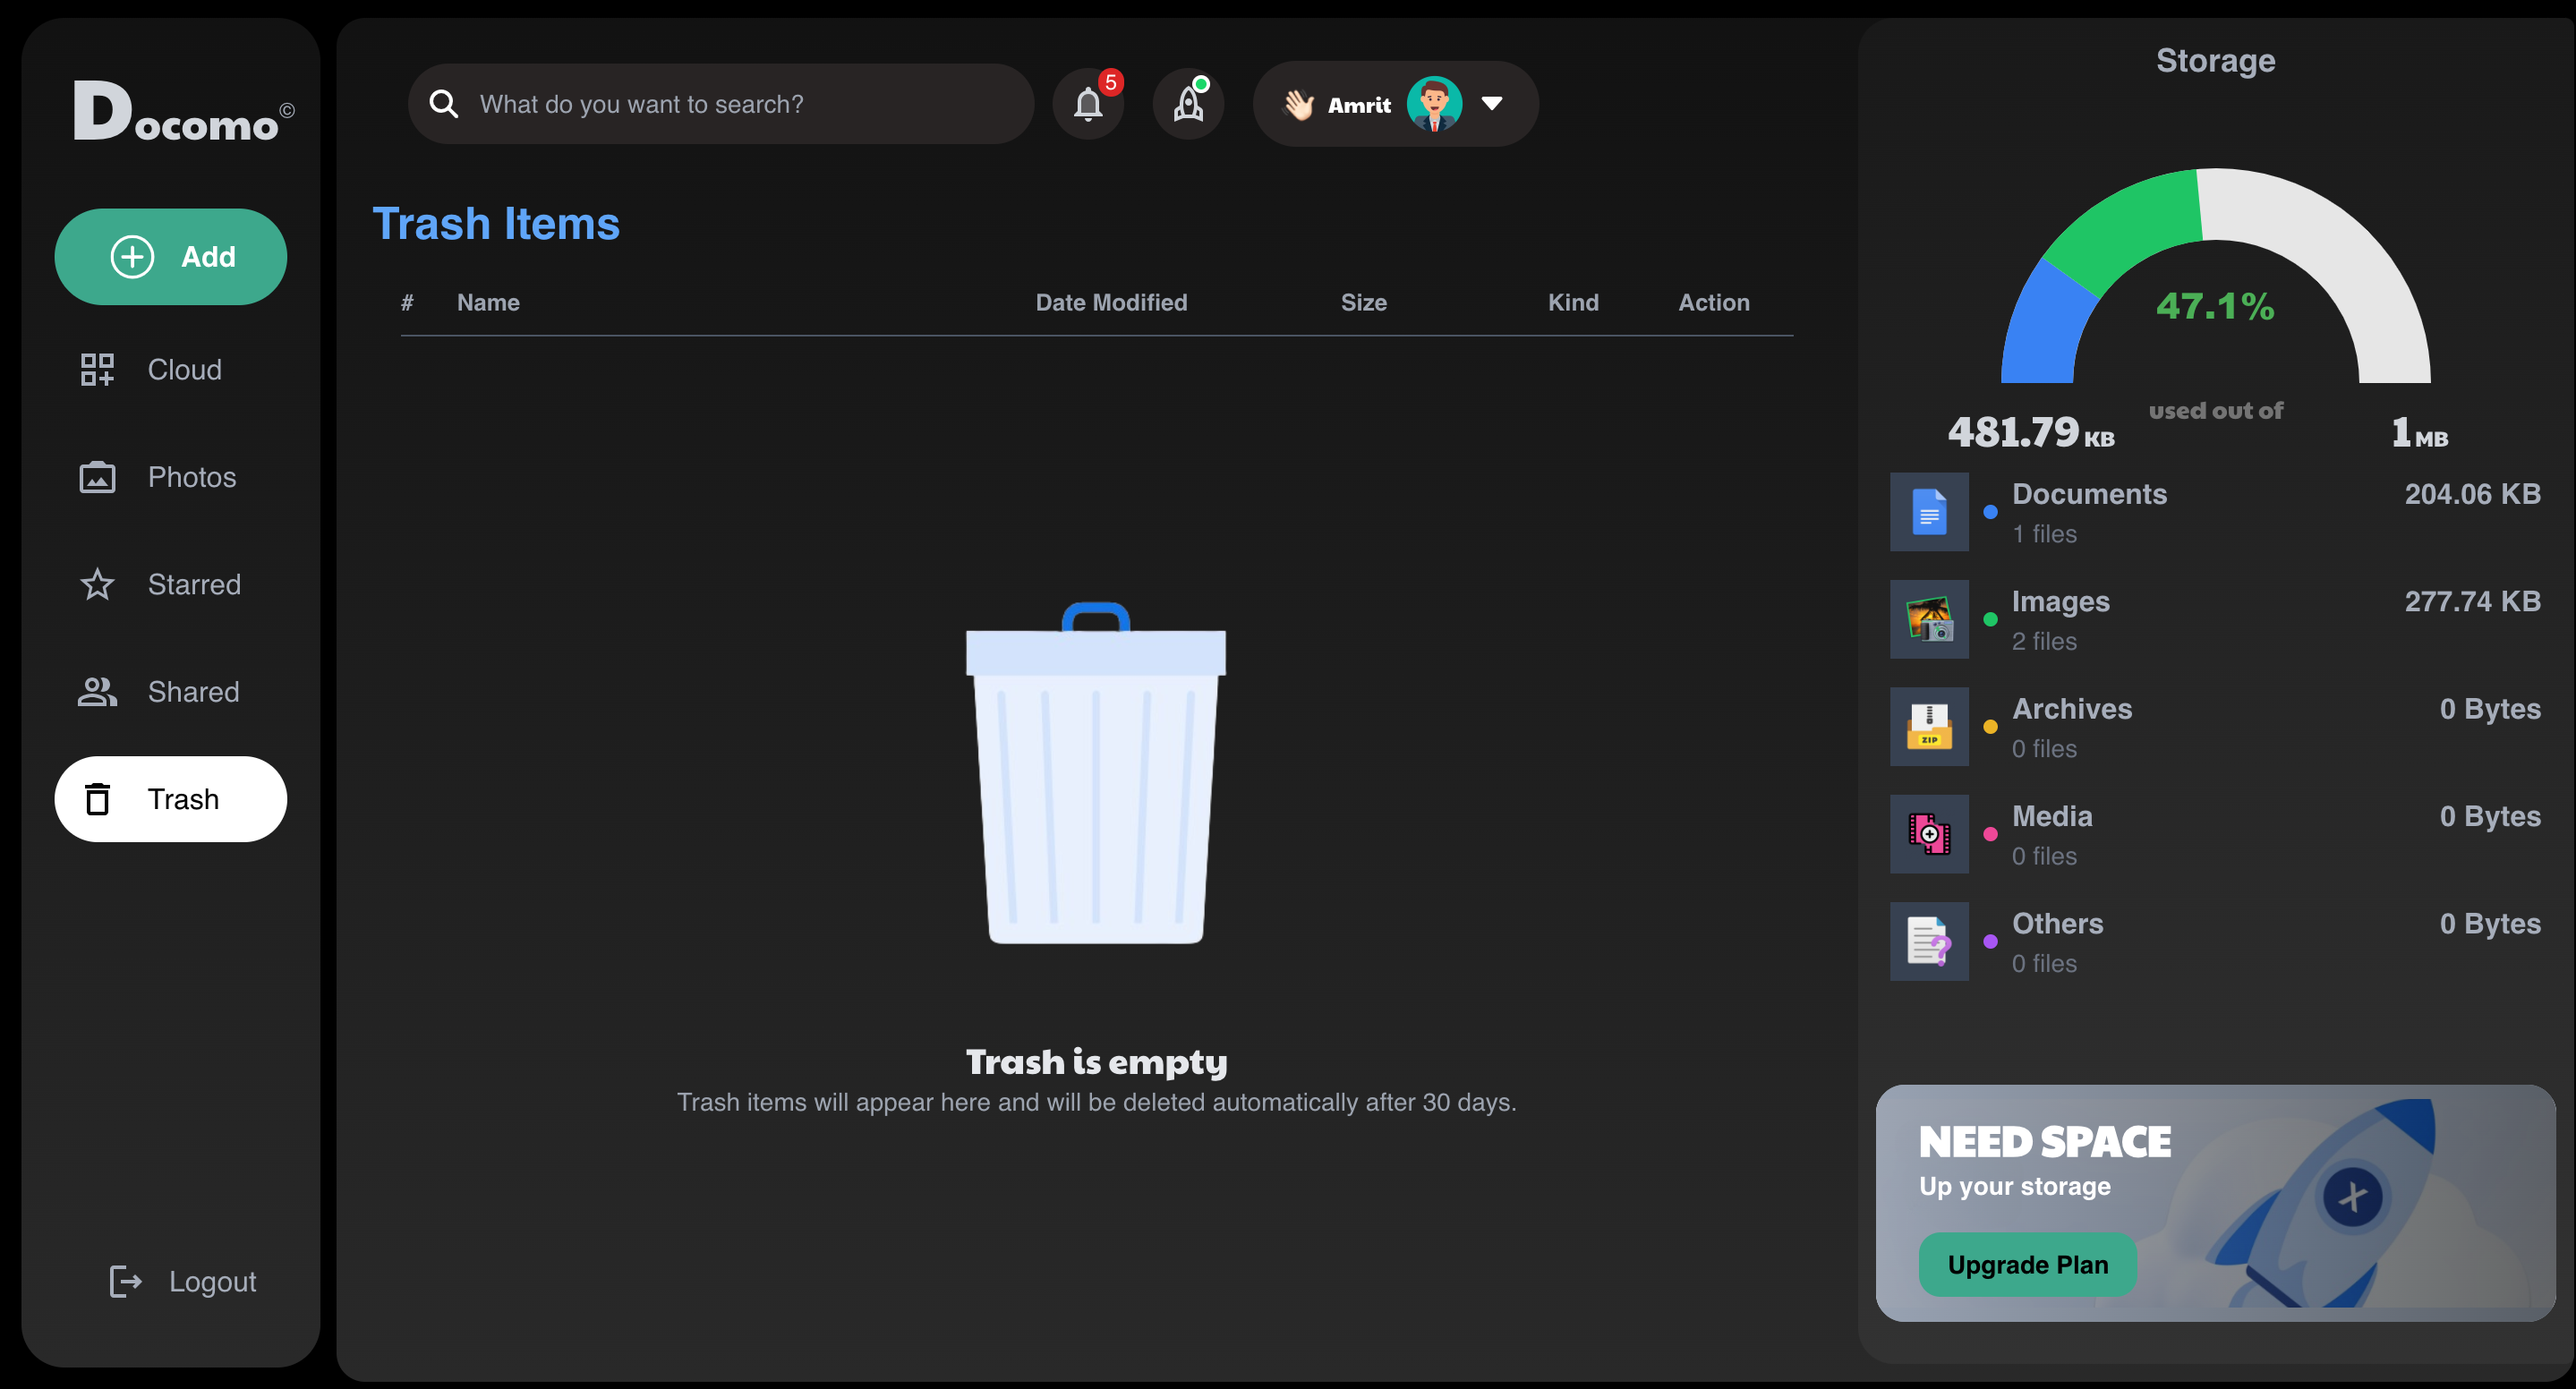 Docomo©
Add
Cloud
Photos
Starred
Shared
Trash
Logout
What do you want to search?
5
Amrit
Trash Items
# Name Date Modified Size Kind Action
Trash is empty
Trash items will appear here and will be deleted automatically after 30 days.
Storage
47.1%
used out of
481.79 KB 1 MB
Documents 204.06 KB
1 files
Images 277.74 KB
2 files
Archives 0 Bytes
0 files
ZIP
Media 0 Bytes
0 files
Others 0 Bytes
0 files
NEED SPACE
Up your storage
Upgrade Plan